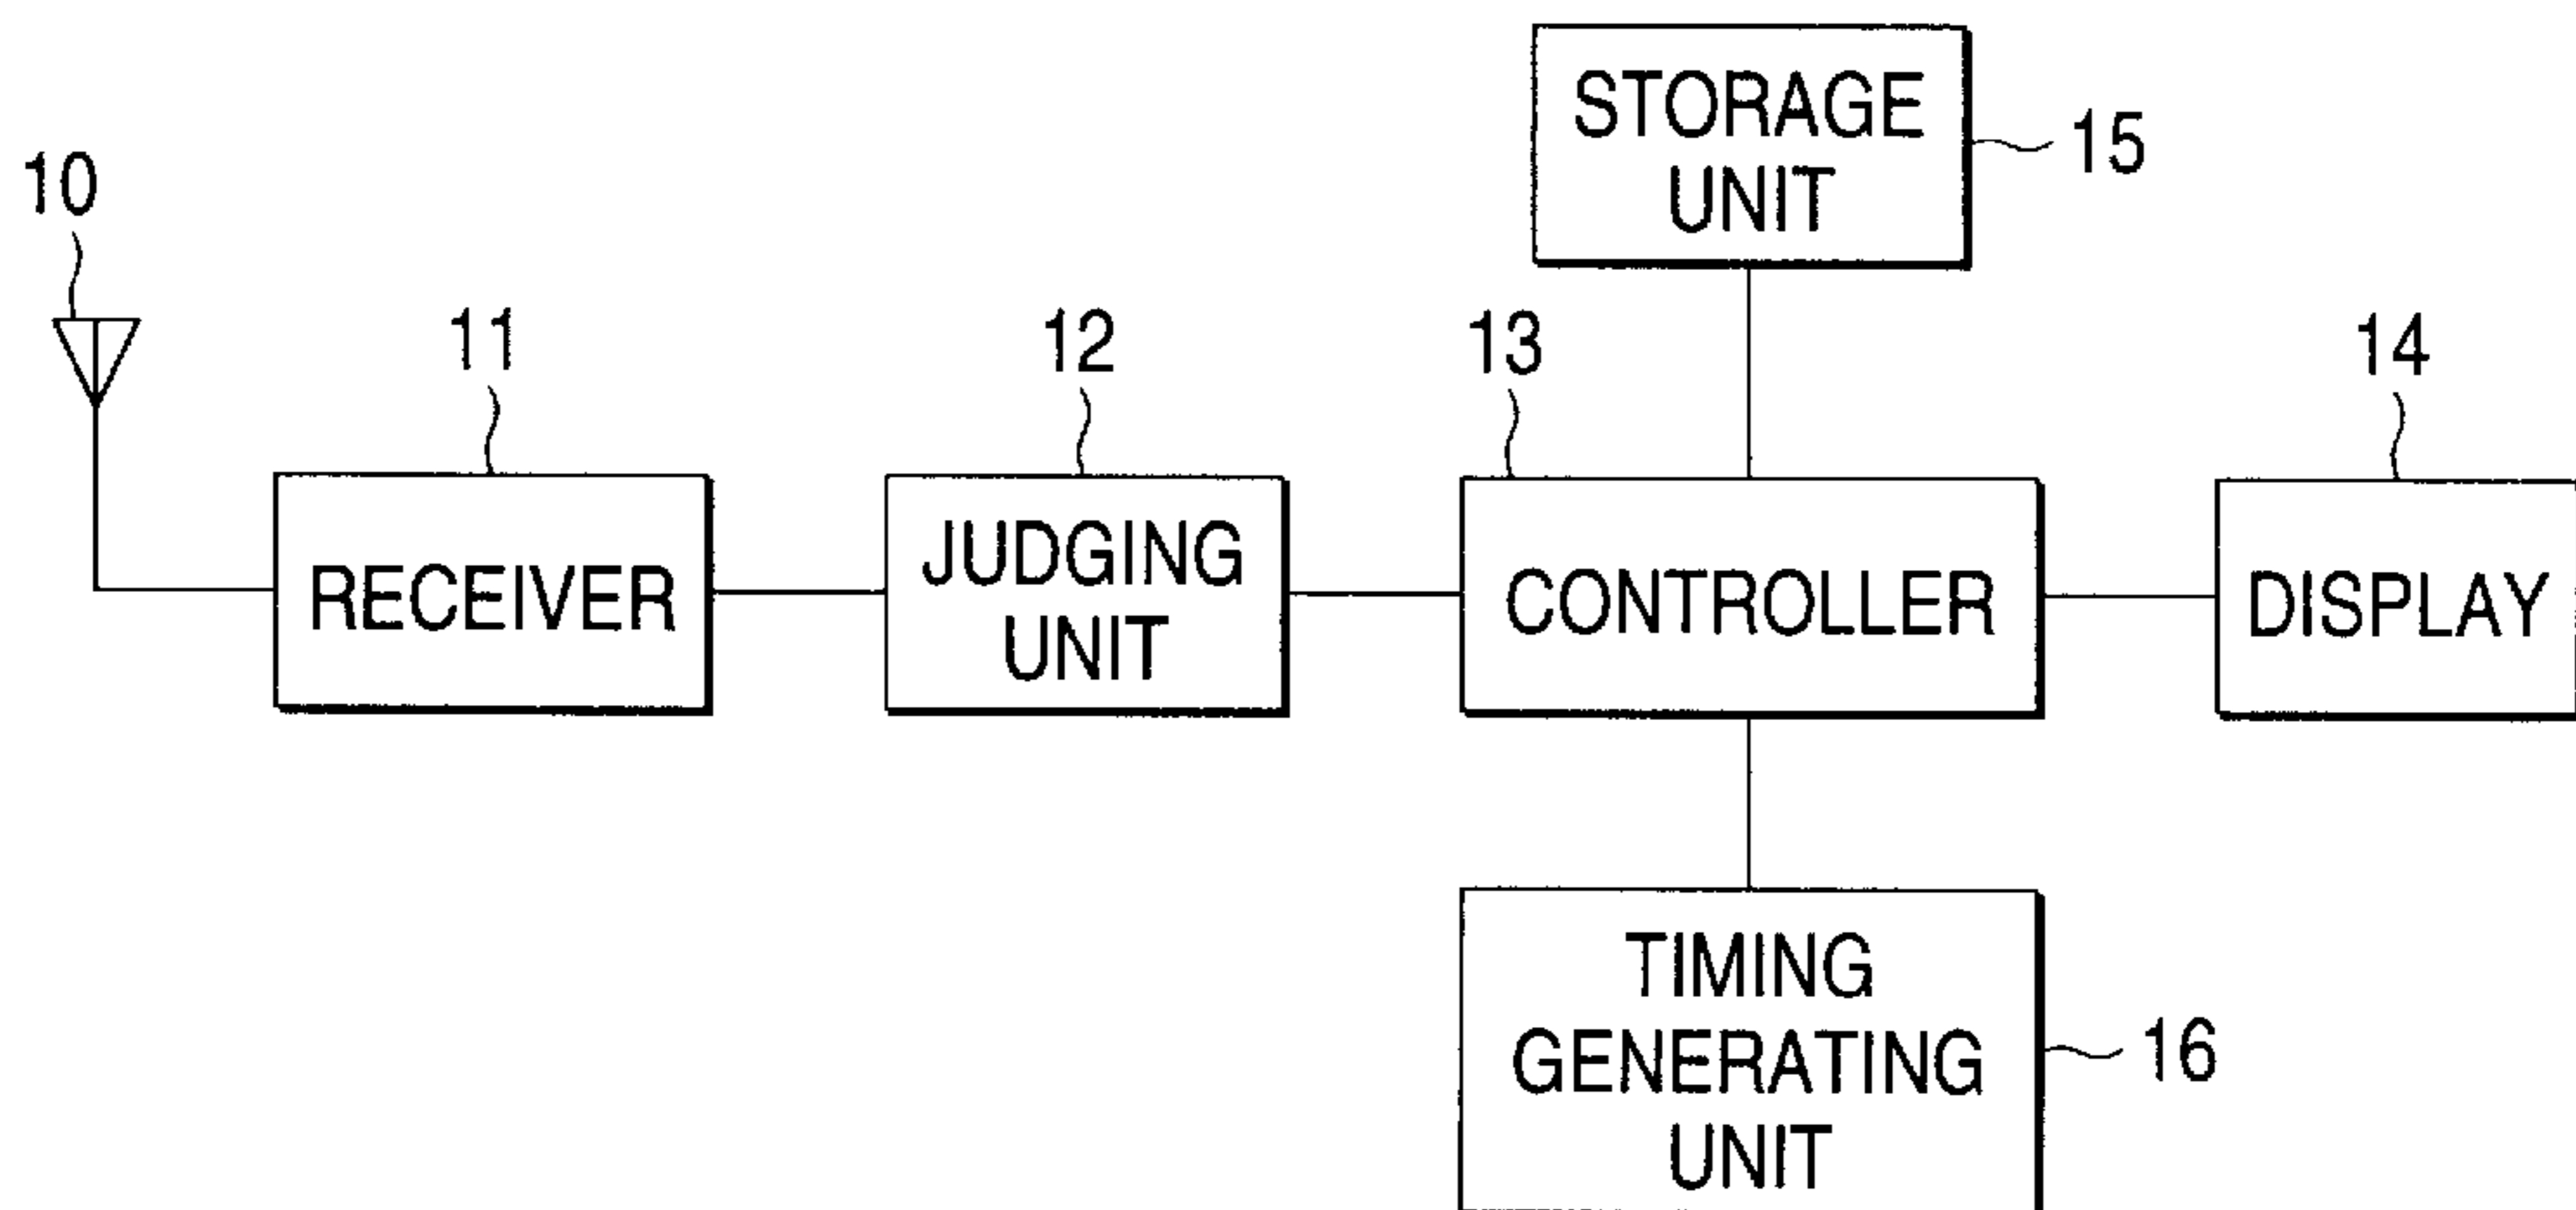 STORAGE
UNIT
15
10
11
12
13
14
RECEIVER
JUDGING
UNIT
CONTROLLER
DISPLAY
TIMING
GENERATING
UNIT
16